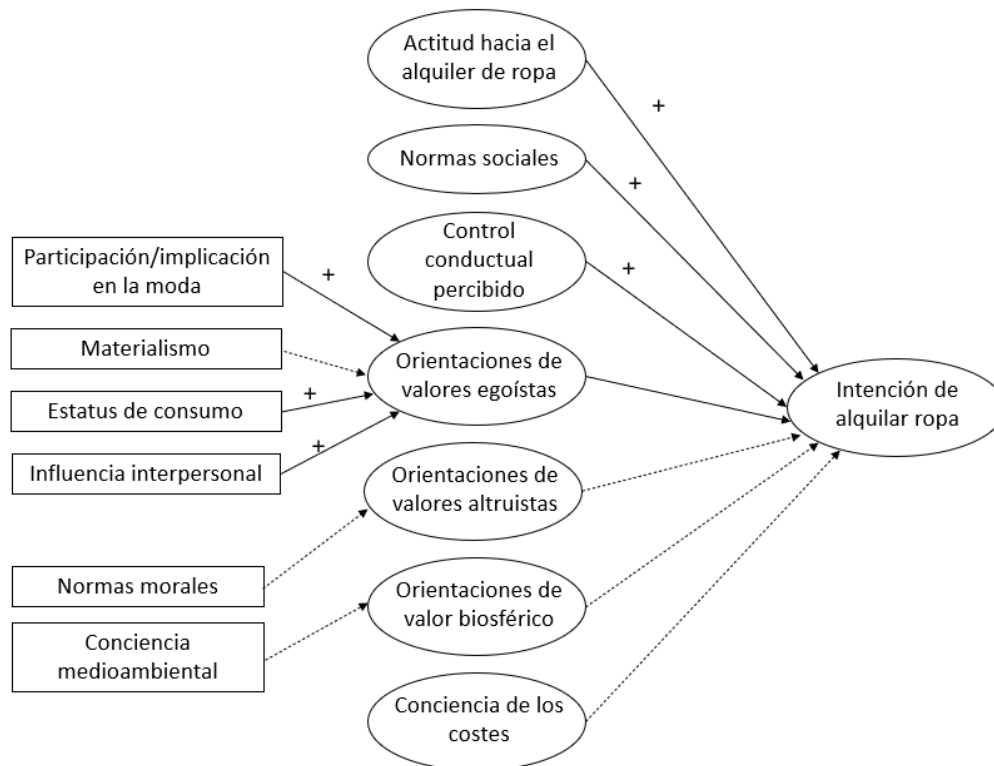 Actitud hacia el
alquiler de ropa
+
Normas sociales
+
Control
conductual
percibido
+
Participación/implicación
en la moda
+
Materialismo
Orientaciones de
valores egoístas
Estatus de consumo
+
Influencia interpersonal
+
Intención de
alquilar ropa
Orientaciones de
valores altruistas
Normas morales
Orientaciones de
valor biosférico
Conciencia
medioambiental
Conciencia de los
costes